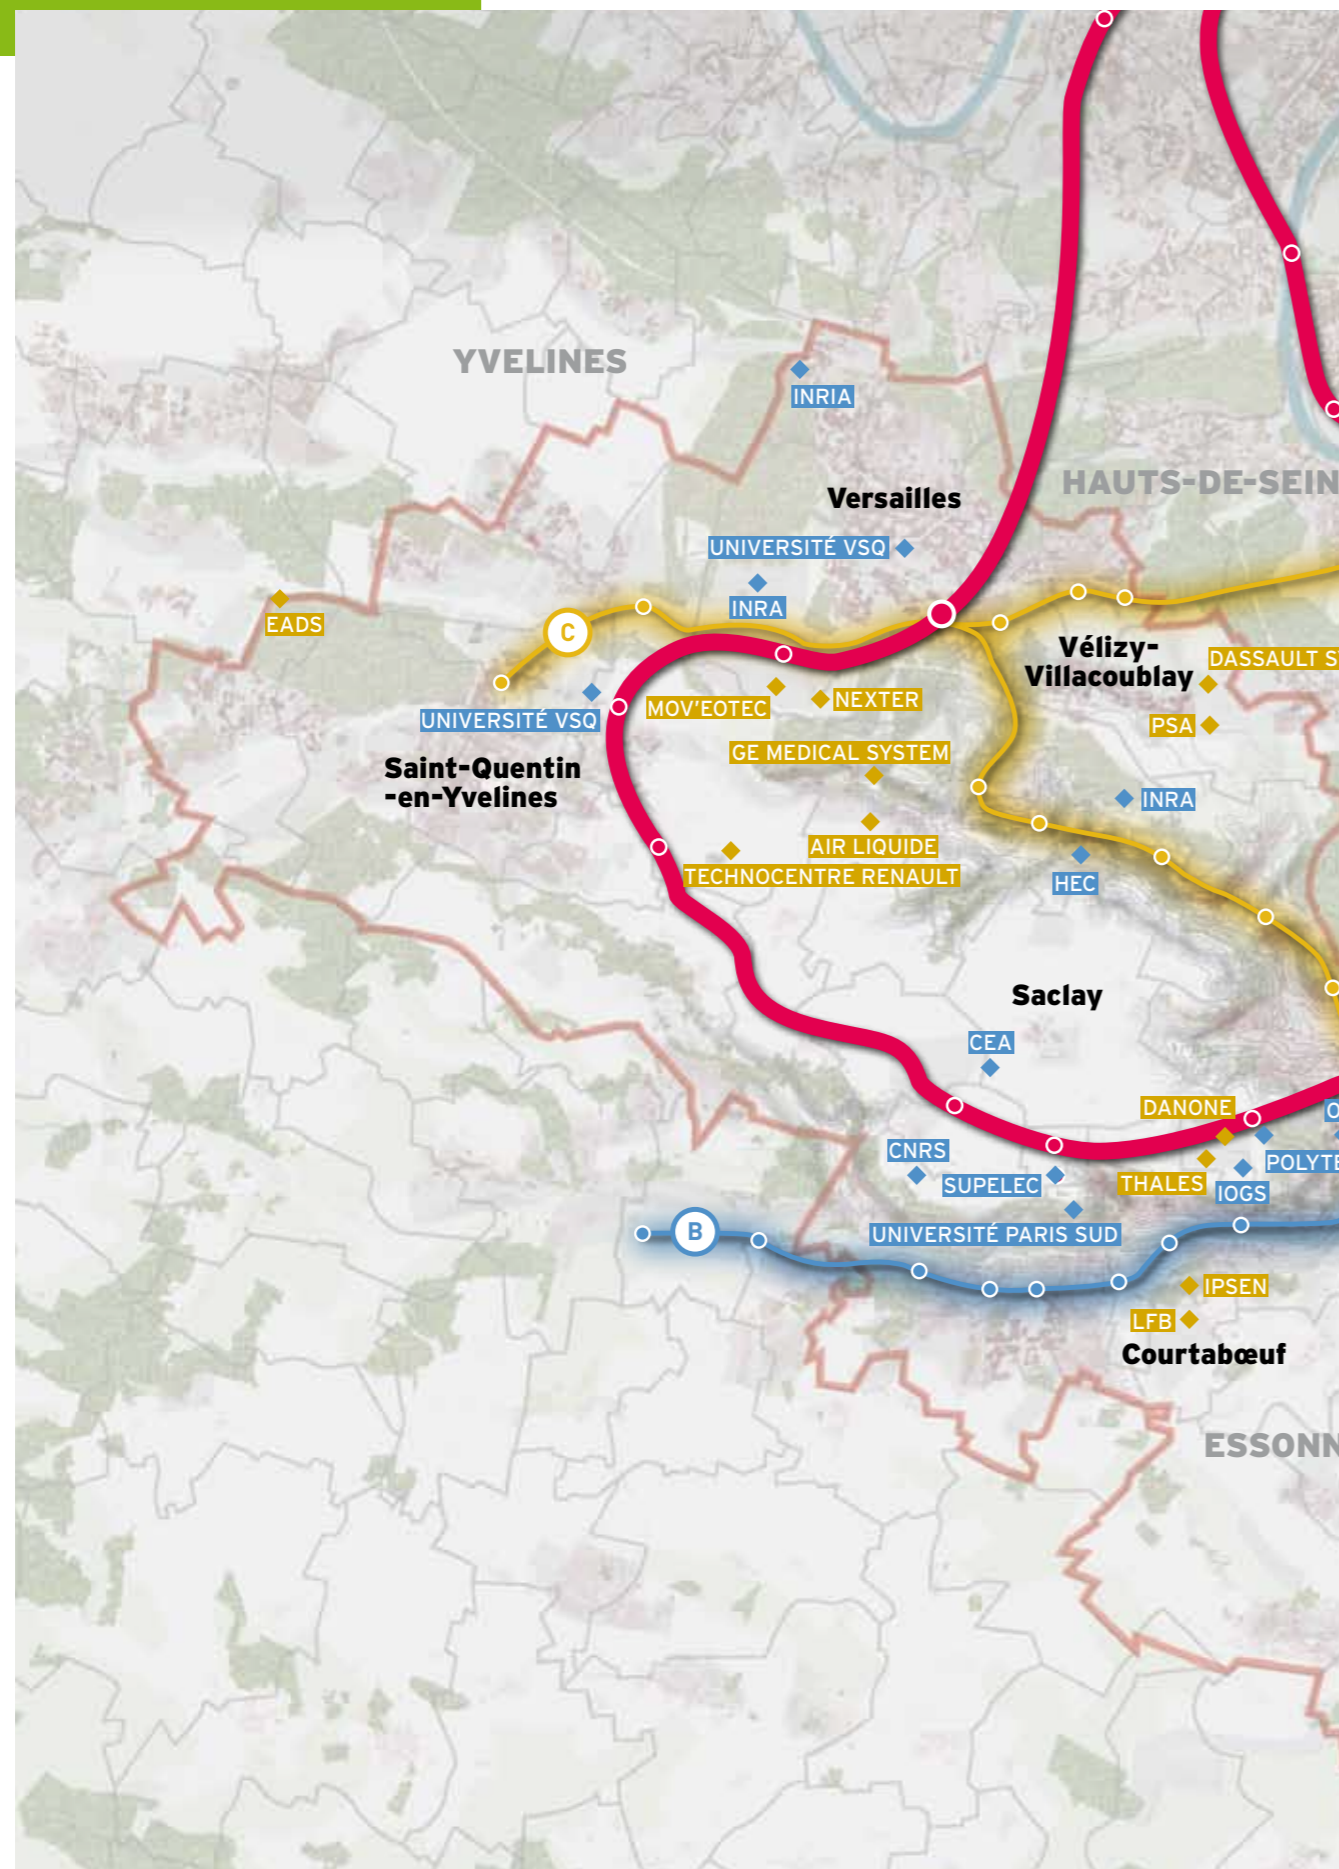 YVELINES
INRIA
HAUTS-DE-SEIN
Versailles
UNIVERSITÉ VSQ
INRA
EADS
C
Vélizy-
Villacoublay
DASSAULT S
UNIVERSITÉ VSQ
MOV'EOTEC
NEXTER
PSA
GE MEDICAL SYSTEM
Saint-Quentin
-en-Yvelines
INRA
AIR LIQUIDE
TECHNOCENTRE RENAULT
HEC
Saclay
CEA
DANONE
CNRS
SUPELEC
THALES
IOGS
POLYTE
UNIVERSITÉ PARIS SUD
B
IPSEN
LFB
Courtabœuf
ESSONN